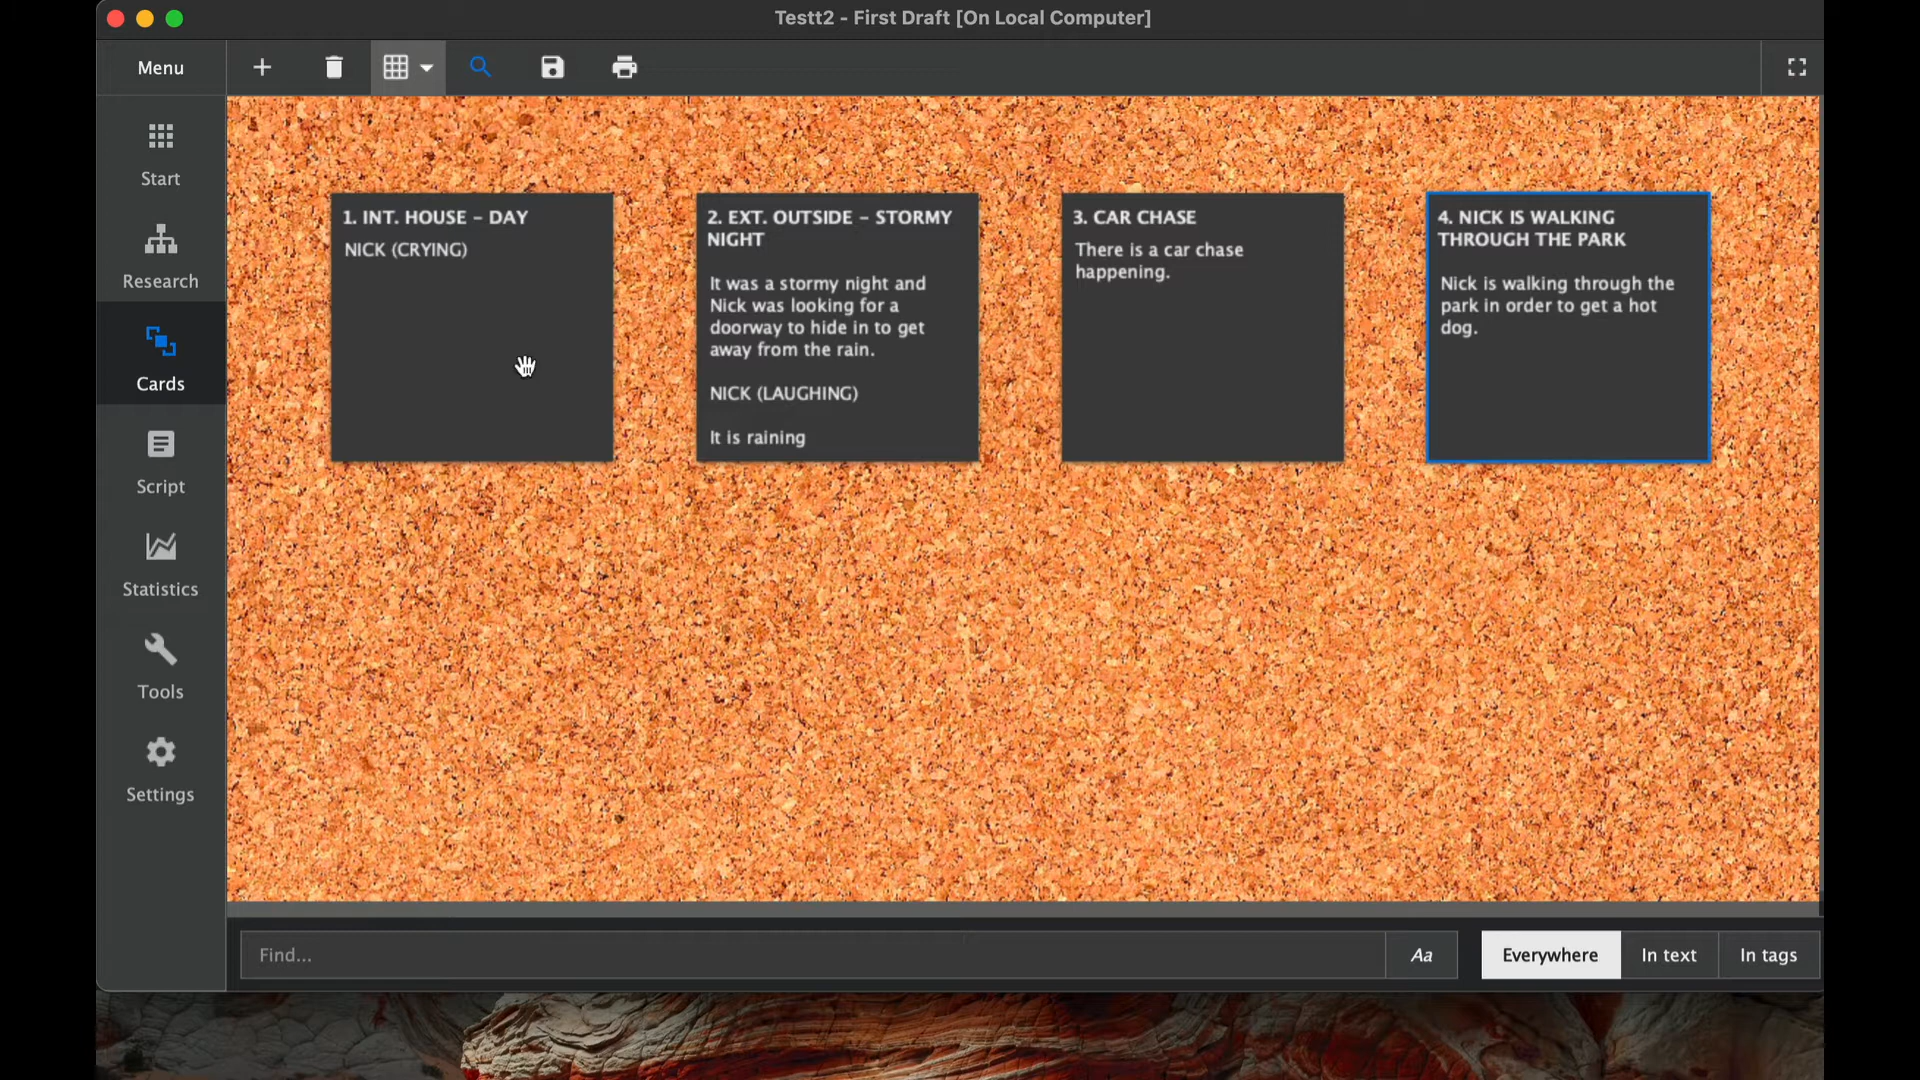 Testt2 - First Draft [On Local Computer]
Menu
Start
Research
Cards
Script
Statistics
Tools
Settings
1. INT. HOUSE - DAY
NICK (CRYING)
2. EXT. OUTSIDE - STORMY
NIGHT
It was a stormy night and
Nick was looking for a
doorway to hide in to get
away from the rain.
NICK (LAUGHING)
It is raining
3. CAR CHASE
There is a car chase
happening.
4. NICK IS WALKING
THROUGH THE PARK
Nick is walking through the
park in order to get a hot
dog.
Find...
Aa
Everywhere
In text
In tags